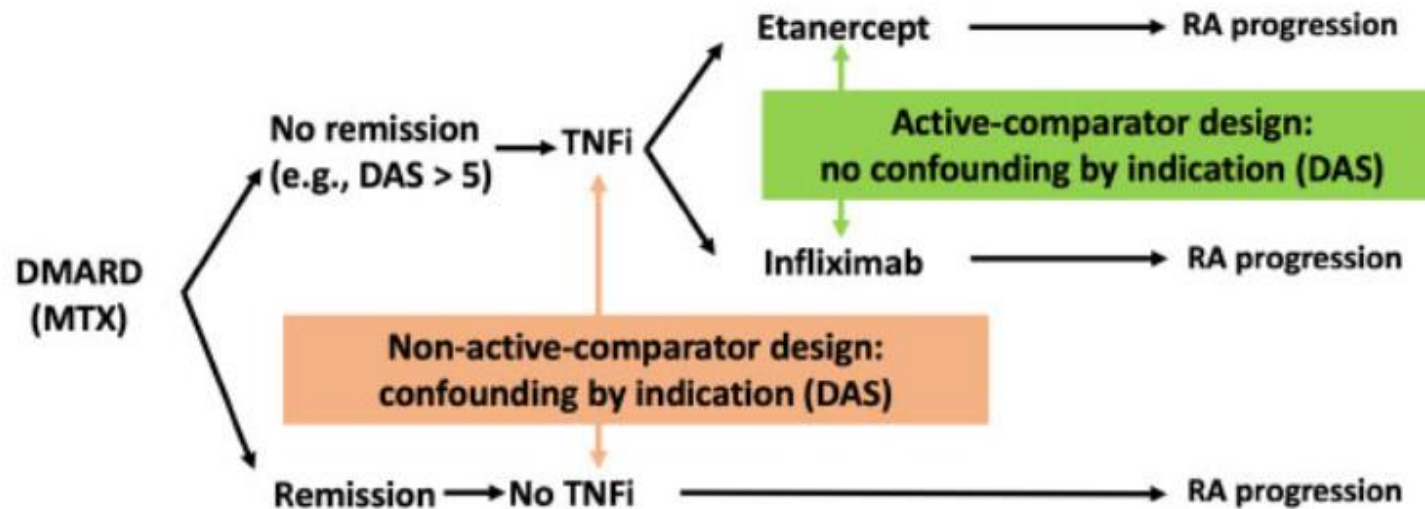 Etanercept
RA progression
No remission
(e.g., DAS > 5)
TNFi
Active-comparator design:
no confounding by indication (DAS)
DMARD
(MTX)
Infliximab
RA progression
Non-active-comparator design:
confounding by indication (DAS)
Remission
No TNFi
RA progression